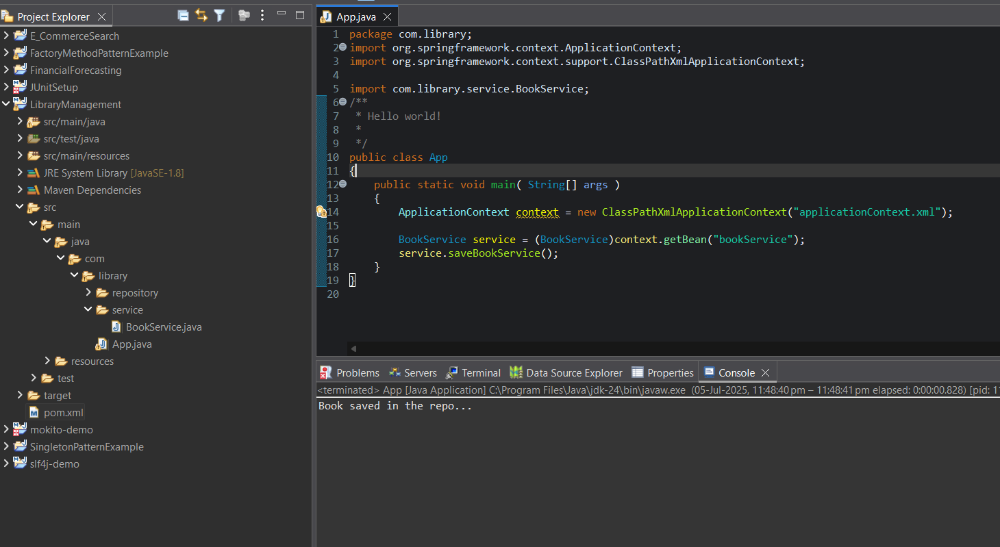 Project Explorer
E_CommerceSearch
FactoryMethodPatternExample
FinancialForecasting
JUnitSetup
LibraryManagement
src/main/java
src/test/java
src/main/resources
JRE System Library [JavaSE-1.8]
Maven Dependencies
src
main
java
com
library
repository
service
BookService.java
App.java
resources
test
target
pom.xml
mokito-demo
SingletonPatternExample
slf4j-demo
App.java
1 package com.library;
2 import org.springframework.context.ApplicationContext;
3 import org.springframework.context.support.ClassPathXmlApplicationContext;
4
5 import com.library.service.BookService;
6 /**
7 * Hello world!
8 *
9 */
10 public class App
11 {
12 public static void main( String[] args )
13 {
14 ApplicationContext context = new ClassPathXmlApplicationContext("applicationContext.xml");
15
16 BookService service = (BookService)context.getBean("bookService");
17 service.saveBookService();
18 }
19 }
20
Problems Servers Terminal Data Source Explorer Properties Console
<terminated> App [Java Application] C:\Program Files\Java\jdk-24\bin\javaw.exe (05-Jul-2025, 11:48:40 pm – 11:48:41 pm elapsed: 0:00:00.828) [pid: 1
Book saved in the repo...